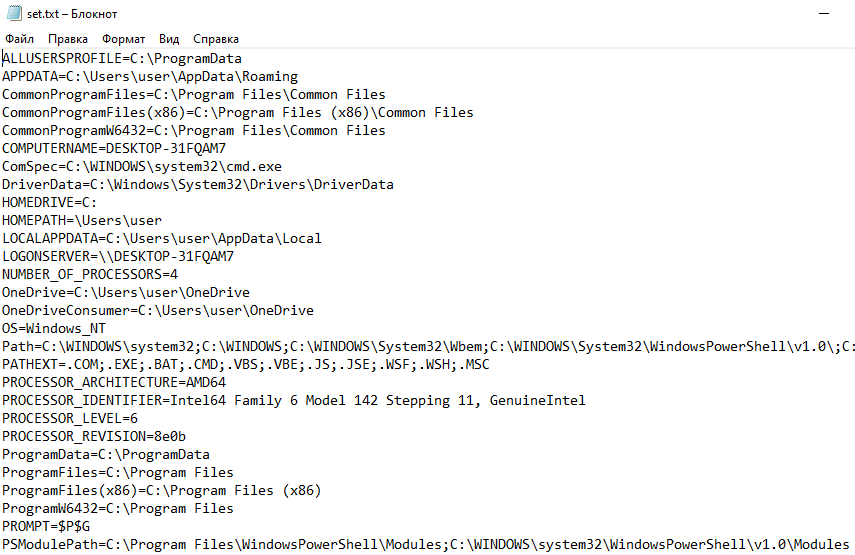 set.txt – Блокнот
Файл Правка Формат Вид Справка
ALLUSERSPROFILE=C:\ProgramData
APPDATA=C:\Users\user\AppData\Roaming
CommonProgramFiles=C:\Program Files\Common Files
CommonProgramFiles(x86)=C:\Program Files (x86)\Common Files
CommonProgramW6432=C:\Program Files\Common Files
COMPUTERNAME=DESKTOP-31FQAM7
ComSpec=C:\WINDOWS\system32\cmd.exe
DriverData=C:\Windows\System32\Drivers\DriverData
HOMEDRIVE=C:
HOMEPATH=\Users\user
LOCALAPPDATA=C:\Users\user\AppData\Local
LOGONSERVER=\\DESKTOP-31FQAM7
NUMBER_OF_PROCESSORS=4
OneDrive=C:\Users\user\OneDrive
OneDriveConsumer=C:\Users\user\OneDrive
OS=Windows_NT
Path=C:\WINDOWS\system32;C:\WINDOWS;C:\WINDOWS\System32\Wbem;C:\WINDOWS\System32\WindowsPowerShell\v1.0\;C:
PATHEXT=.COM;.EXE;.BAT;.CMD;.VBS;.VBE;.JS;.JSE;.WSF;.WSH;.MSC
PROCESSOR_ARCHITECTURE=AMD64
PROCESSOR_IDENTIFIER=Intel64 Family 6 Model 142 Stepping 11, GenuineIntel
PROCESSOR_LEVEL=6
PROCESSOR_REVISION=8e0b
ProgramData=C:\ProgramData
ProgramFiles=C:\Program Files
ProgramFiles(x86)=C:\Program Files (x86)
ProgramW6432=C:\Program Files
PROMPT=$P$G
PSModulePath=C:\Program Files\WindowsPowerShell\Modules;C:\WINDOWS\system32\WindowsPowerShell\v1.0\Modules